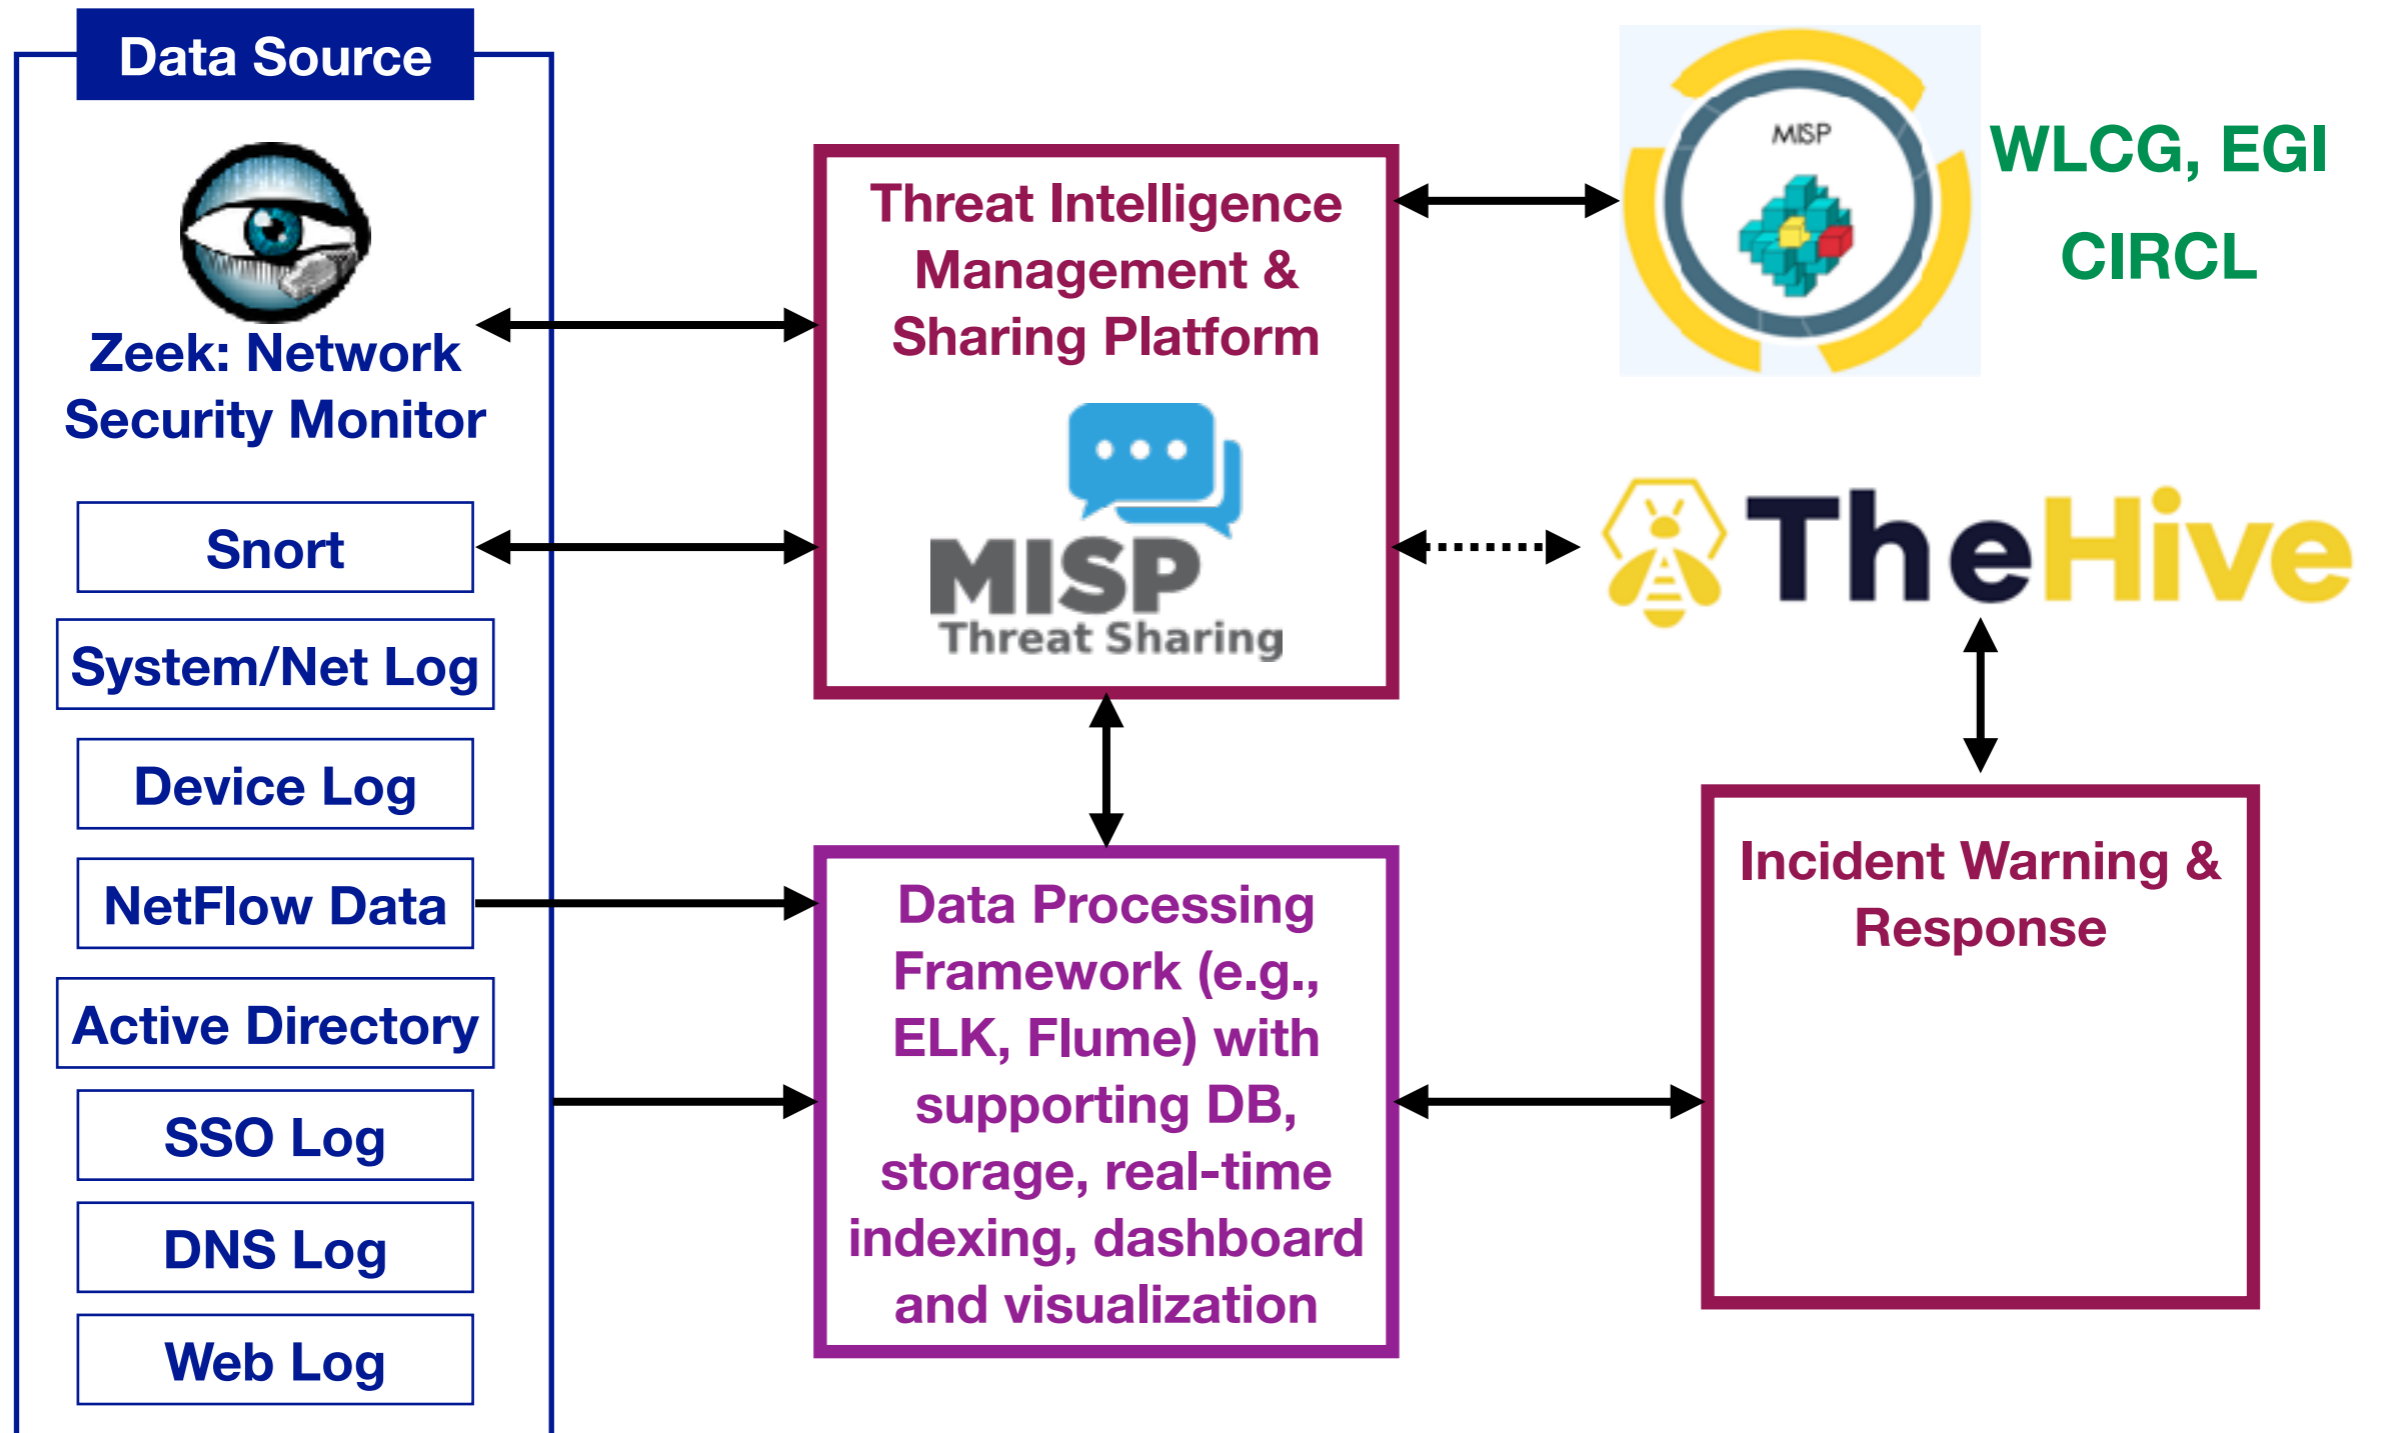 Data Source
Zeek: Network
Security Monitor
Snort
System/Net Log
Device Log
NetFlow Data
Active Directory
SSO Log
DNS Log
Web Log
Threat Intelligence
Management &
Sharing Platform
MISP
Threat Sharing
Data Processing
Framework (e.g.,
ELK, Flume) with
supporting DB,
storage, real-time
indexing, dashboard
and visualization
MISP
WLCG, EGI
CIRCL
TheHive
Incident Warning &
Response